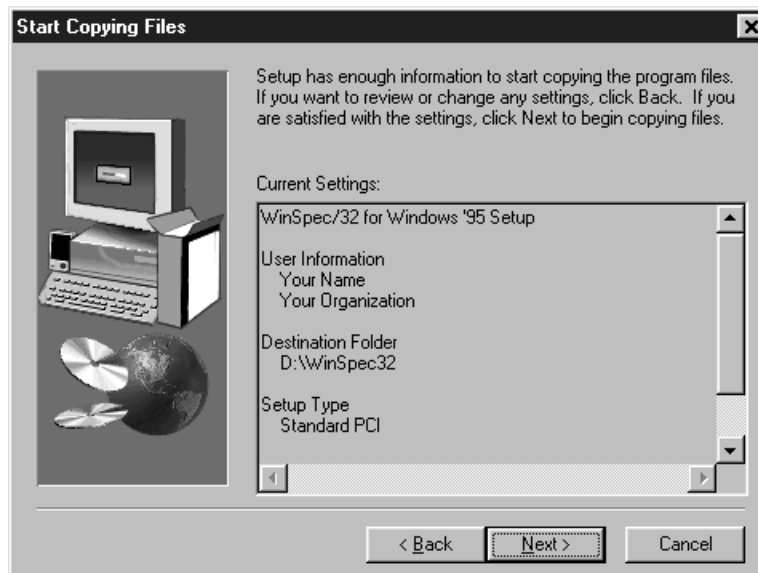 Start Copying Files
Setup has enough information to start copying the program files.
If you want to review or change any settings, click Back. If you
are satisfied with the settings, click Next to begin copying files.
Current Settings:
WinSpec/32 for Windows '95 Setup
User Information
Your Name
Your Organization
Destination Folder
D:\WinSpec32
Setup Type
Standard PCI
< Back
Next >
Cancel